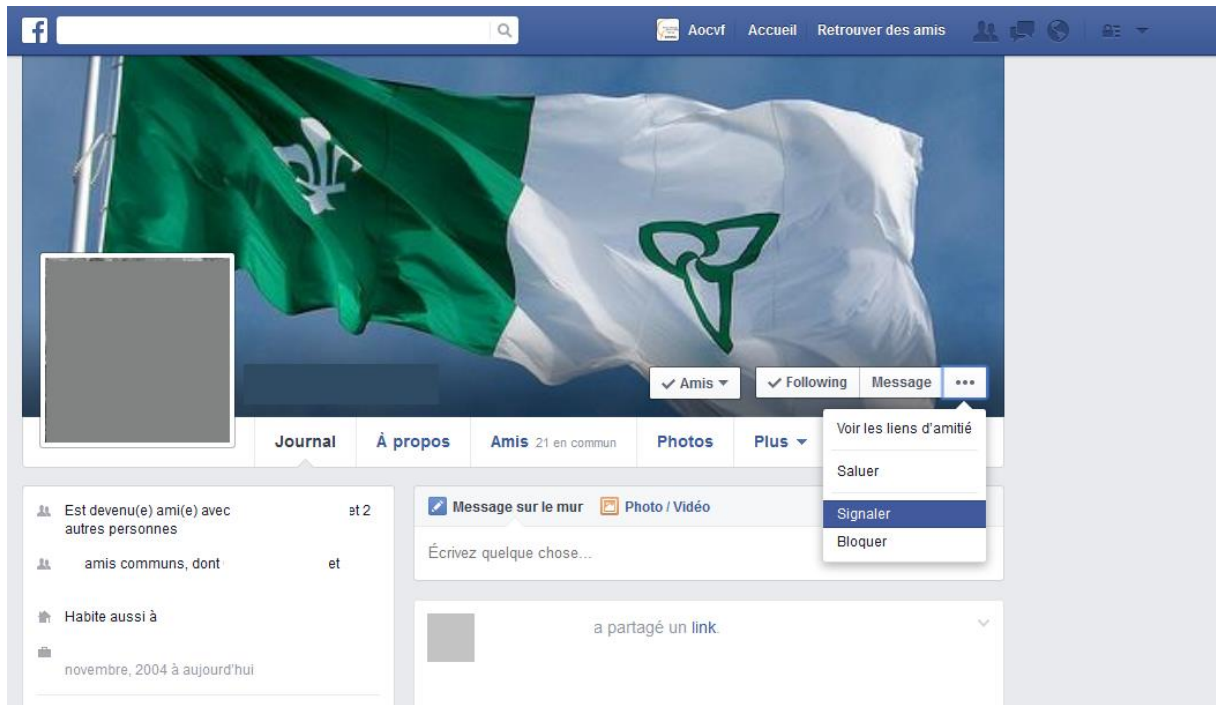 f
Aocvf Accueil Retrouver des amis
Amis Following Message
Journal À propos Amis 21 en commun Photos Plus
Voir les liens d'amitié
Saluer
Signaler
Bloquer
Est devenu(e) ami(e) avec et 2
autres personnes
amis communs, dont et
Habite aussi à
novembre, 2004 à aujourd'hui
Message sur le mur Photo / Vidéo
Écrivez quelque chose...
a partagé un link.